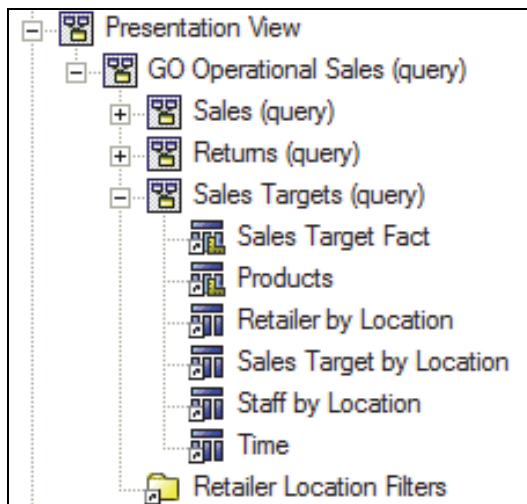 Presentation View
GO Operational Sales (query)
Sales (query)
Returns (query)
Sales Targets (query)
Sales Target Fact
Products
Retailer by Location
Sales Target by Location
Staff by Location
Time
Retailer Location Filters